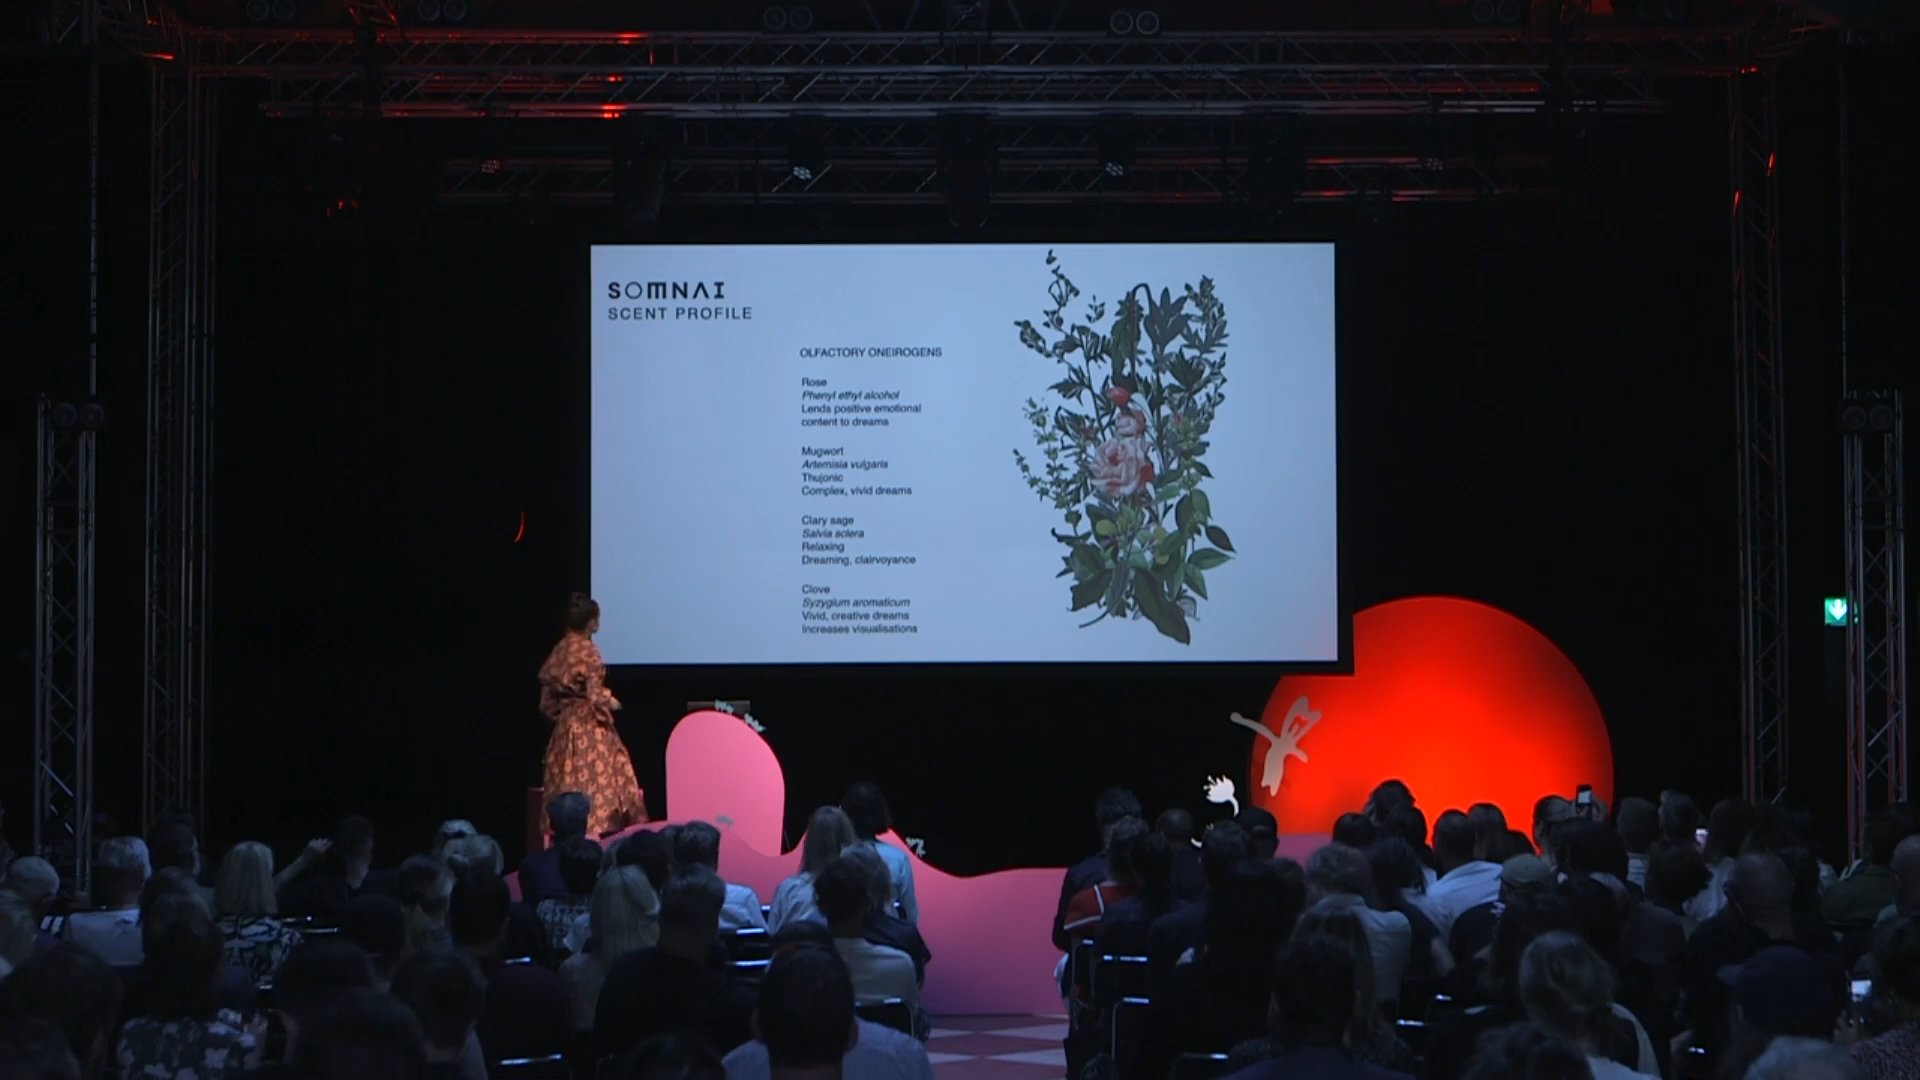 SOMNAI
SCENT PROFILE
OLFACTORY ONEIROGENS
Rose
Phenyl ethyl alcohol
Lends positive emotional
content to dreams
Mugwort
Artemisia vulgaris
Thujonic
Complex, vivid dreams
Clary sage
Salvia sclera
Relaxing
Dreaming, clairvoyance
Clove
Syzygium aromaticum
Vivid, creative dreams
Increases visualisations